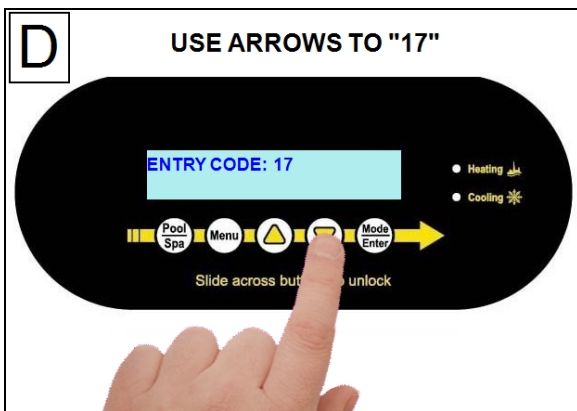 D
USE ARROWS TO "17"
ENTRY CODE: 17
Heating
Cooling
Pool
Spa
Menu
Mode
Enter
Slide across but o unlock